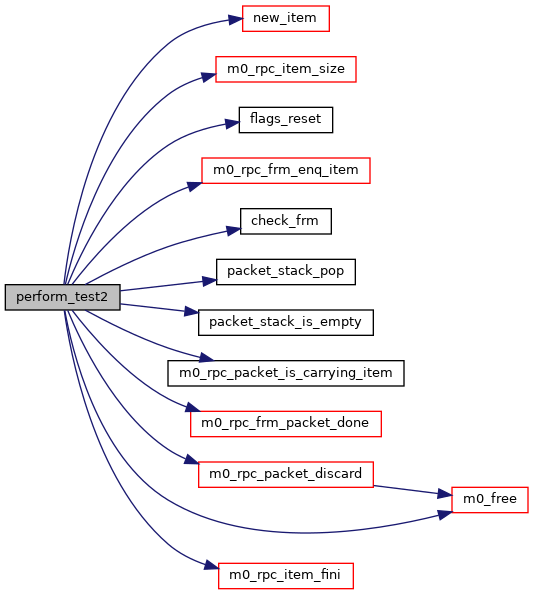 new_item
m0_rpc_item_size
flags_reset
m0_rpc_frm_enq_item
check_frm
packet_stack_pop
perform_test2
packet_stack_is_empty
m0_rpc_packet_is_carrying_item
m0_rpc_frm_packet_done
m0_rpc_packet_discard
m0_free
m0_rpc_item_fini